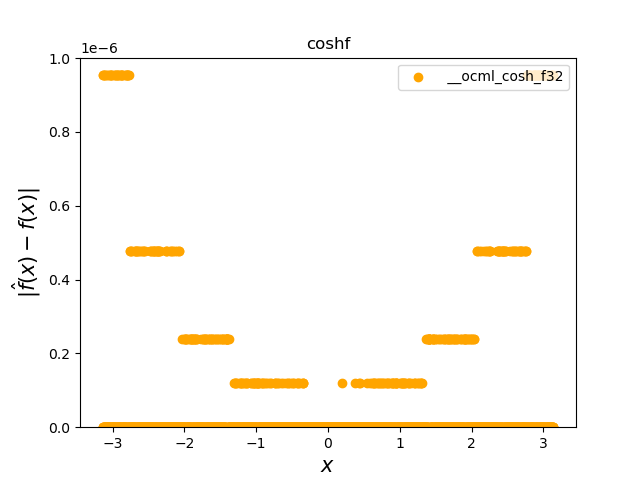 coshf
1e−6
__ocml_cosh_f32
1.0
0.8
0.6
0.4
0.2
0.0
|f̂(x) − f(x)|
−3 −2 −1 0 1 2 3
x